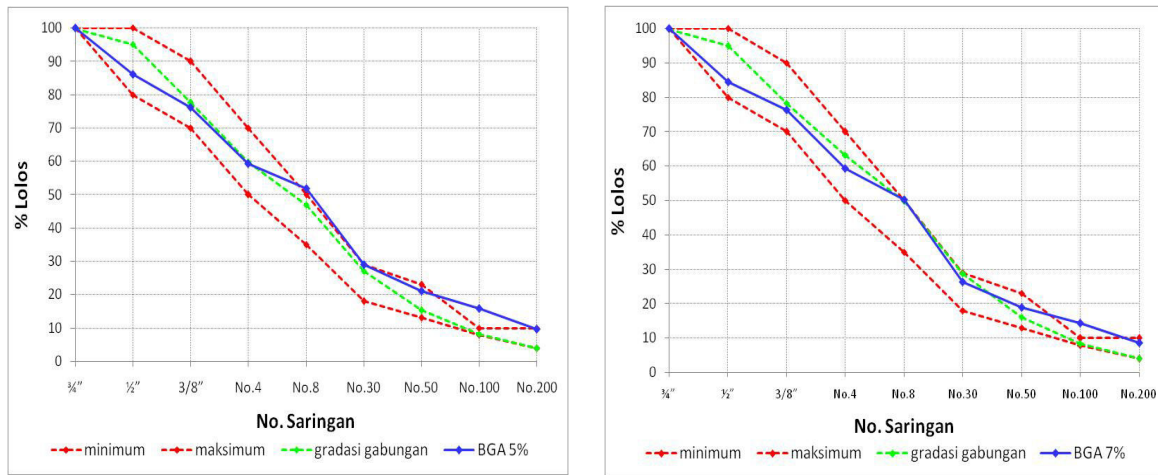 % Lolos
100
90
80
70
60
50
40
30
20
10
0
¾” ½” 3/8” No.4 No.8 No.30 No.50 No.100 No.200
No. Saringan
minimum maksimum gradasi gabungan BGA 5%
% Lolos
100
90
80
70
60
50
40
30
20
10
0
¾” ½” 3/8” No.4 No.8 No.30 No.50 No.100 No.200
No. Saringan
minimum maksimum gradasi gabungan BGA 7%